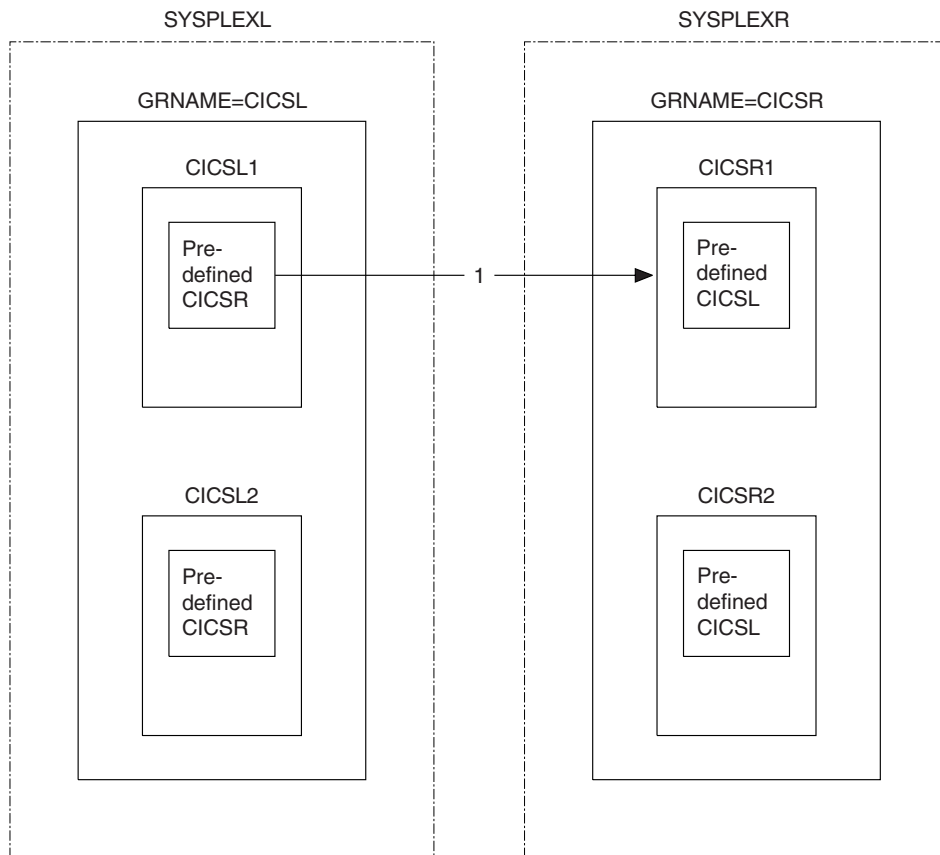 SYSPLEXL
SYSPLEXR
GRNAME=CICSL
GRNAME=CICSR
CICSL1
CICSR1
Pre-
defined
CICSR
1
Pre-
defined
CICSL
CICSL2
CICSR2
Pre-
defined
CICSR
Pre-
defined
CICSL